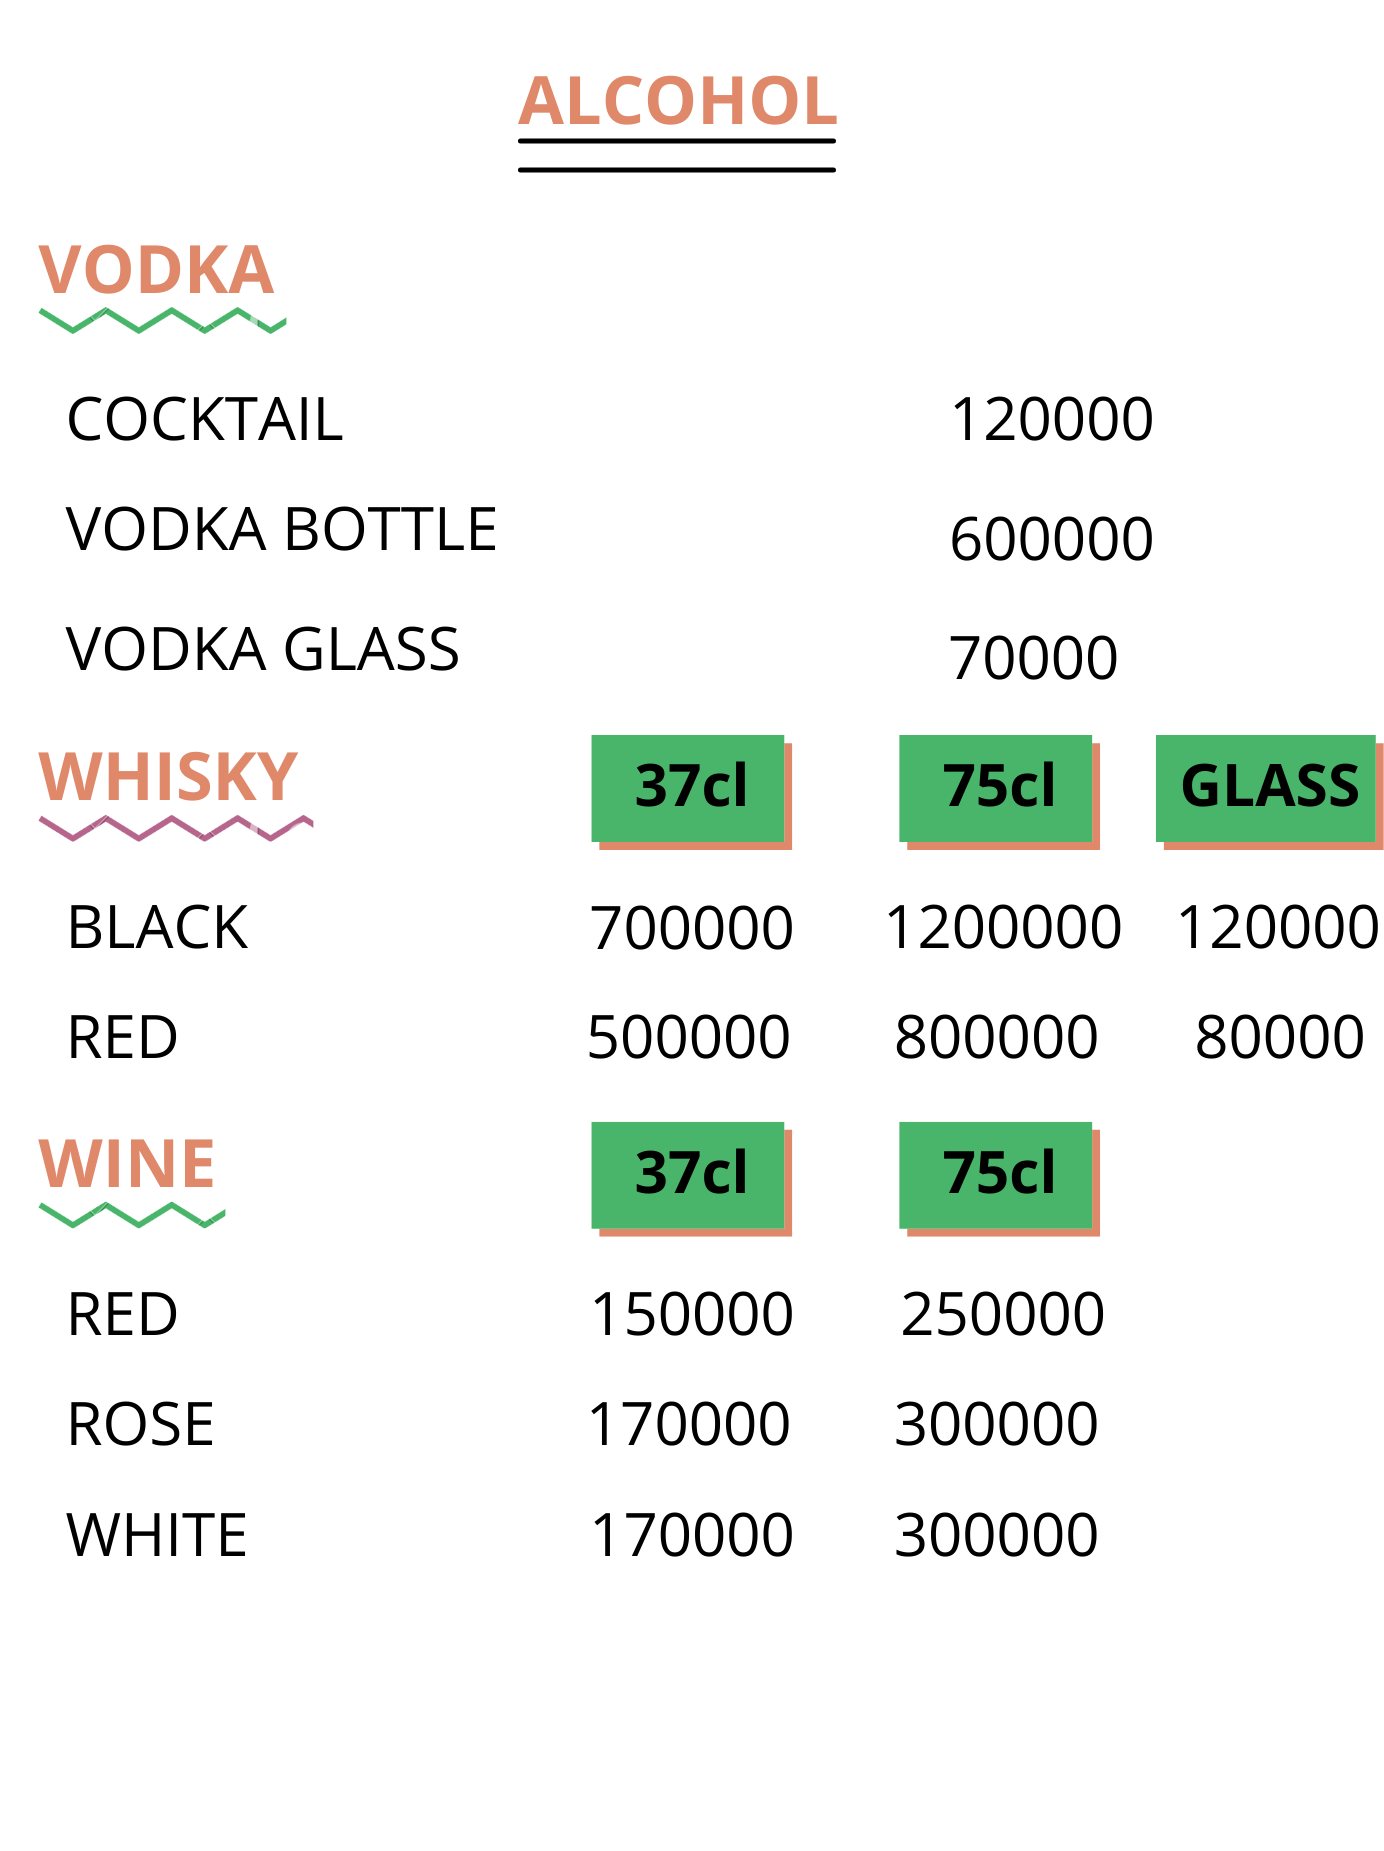 ALCOHOL
VODKA
COCKTAIL 120000
VODKA BOTTLE 600000
VODKA GLASS 70000
WHISKY 37cl 75cl GLASS
BLACK 700000 1200000 120000
RED 500000 800000 80000
WINE 37cl 75cl
RED 150000 250000
ROSE 170000 300000
WHITE 170000 300000